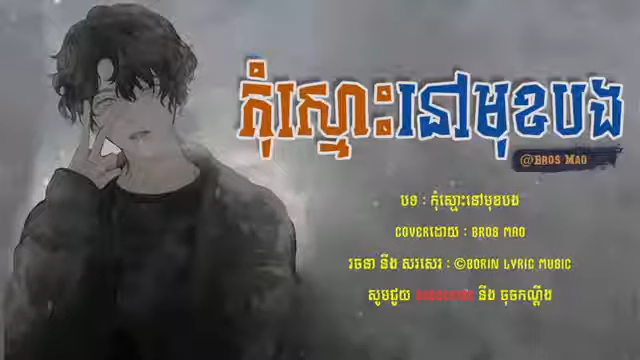 កុំស្មោះនៅមុខបង
@Bros Mao
បទ : កុំស្មោះនៅមុខបង
COVERដោយ : BROS MAO
រចនា នឹង សរសេរ : ©BORIN LYRIC MUSIC
សូមជួយ នឹង ចុចកណ្ដឹង